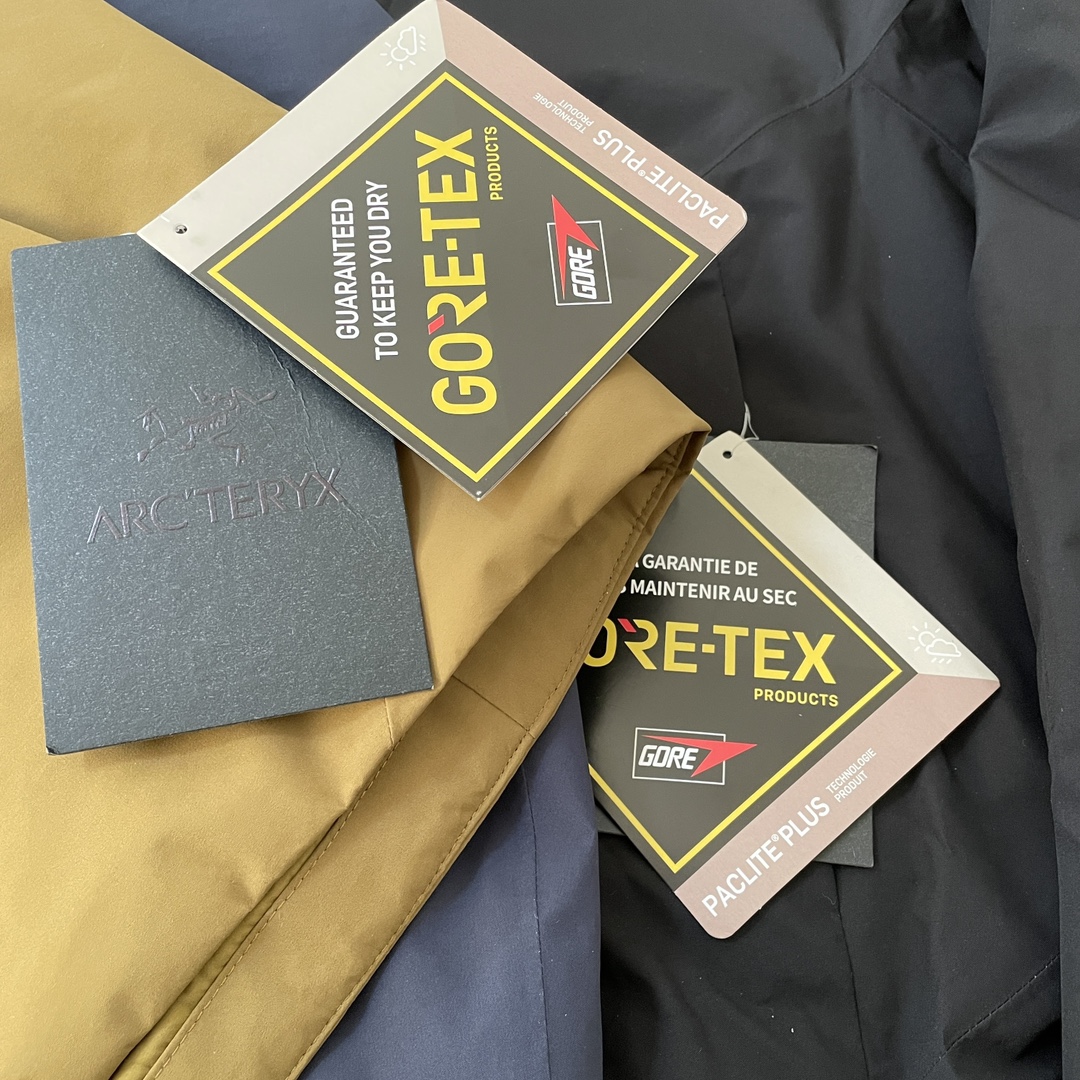 GUARANTEED
TO KEEP YOU DRY
GORE-TEX
PRODUCTS
GORE
PACLITE® PLUS
TECHNOLOGIE
PRODUIT
ARC'TERYX
GARANTIE DE
MAINTENIR AU SEC
ORE-TEX
PRODUCTS
GORE
PACLITE® PLUS
TECHNOLOGIE
PRODUIT